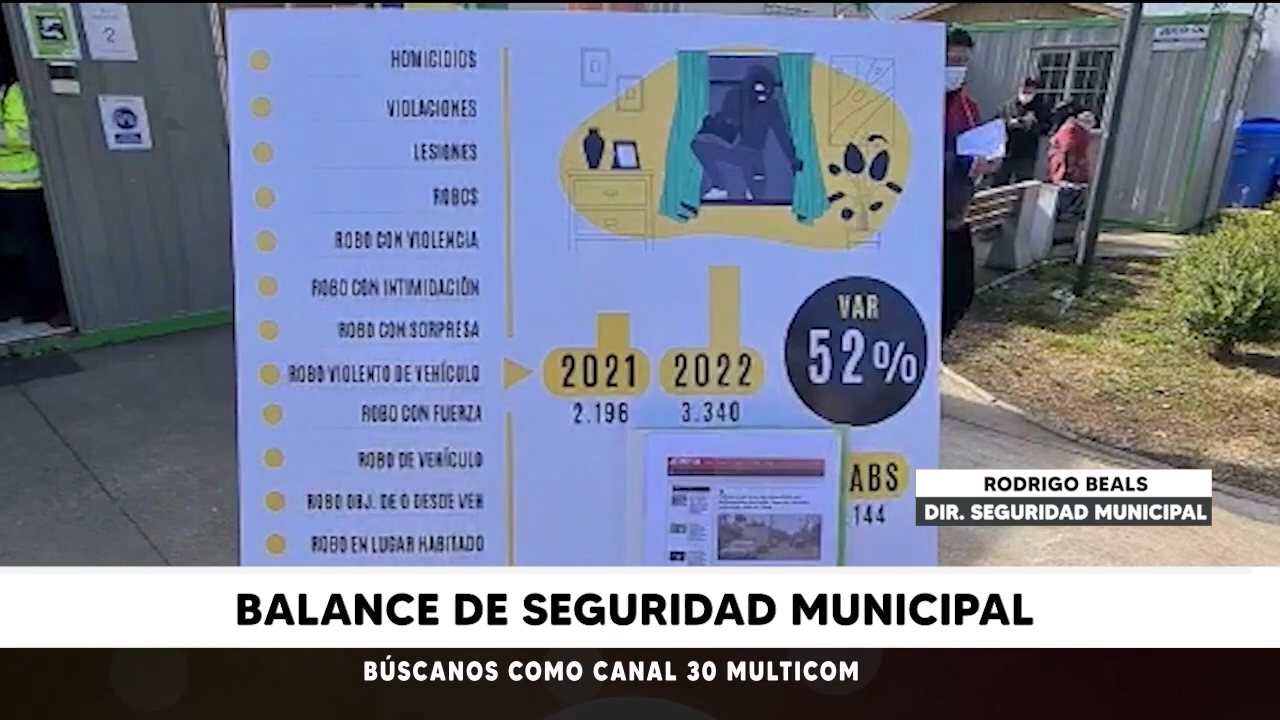 2
HOMICIDIOS
VIOLACIONES
LESIONES
ROBOS
ROBO CON VIOLENCIA
ROBO CON INTIMIDACIÓN
ROBO CON SORPRESA
ROBO VIOLENTO DE VEHÍCULO
ROBO CON FUERZA
ROBO DE VEHÍCULO
ROBO OBJ. DE O DESDE VEH
ROBO EN LUGAR HABITADO
VAR
52%
2021 2022
2.196 3.340
ABS
144
RODRIGO BEALS
DIR. SEGURIDAD MUNICIPAL
BALANCE DE SEGURIDAD MUNICIPAL
BÚSCANOS COMO CANAL 30 MULTICOM